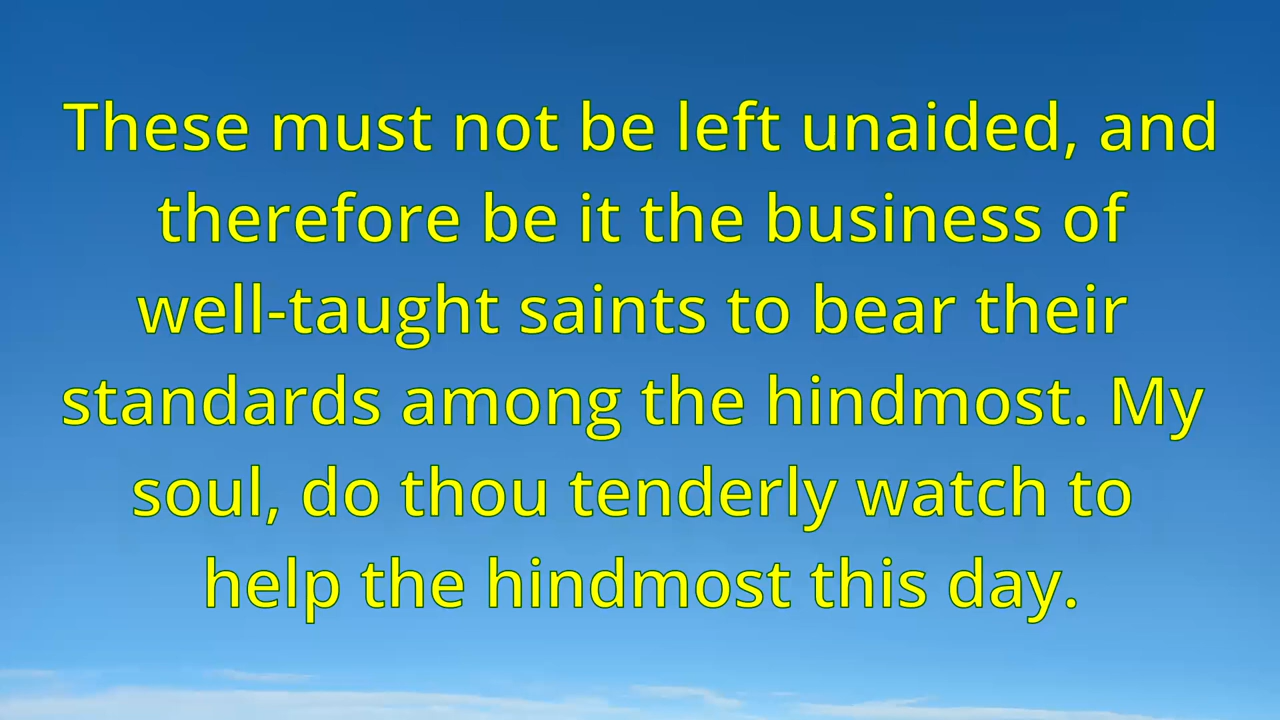 These must not be left unaided, and
therefore be it the business of
well-taught saints to bear their
standards among the hindmost. My
soul, do thou tenderly watch to
help the hindmost this day.